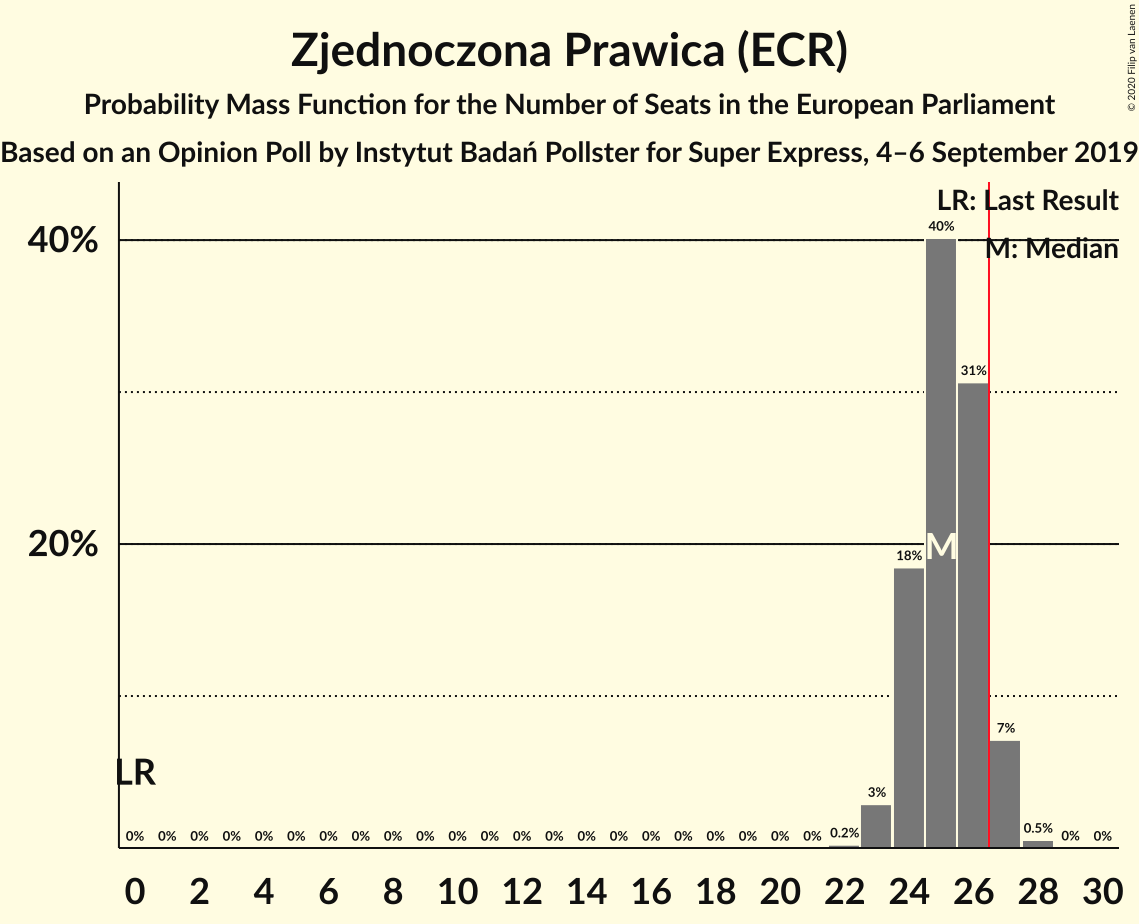 Zjednoczona Prawica (ECR)
Probability Mass Function for the Number of Seats in the European Parliament
Based on an Opinion Poll by Instytut Badań Pollster for Super Express, 4–6 September 2019
© 2020 Filip van Laenen
LR: Last Result
M: Median
40%
20%
40%
31%
18%
M
7%
3%
LR
0% 0% 0% 0% 0% 0% 0% 0% 0% 0% 0% 0% 0% 0% 0% 0% 0% 0% 0% 0% 0% 0% 0.2% 0.5% 0% 0%
0 2 4 6 8 10 12 14 16 18 20 22 24 26 28 30